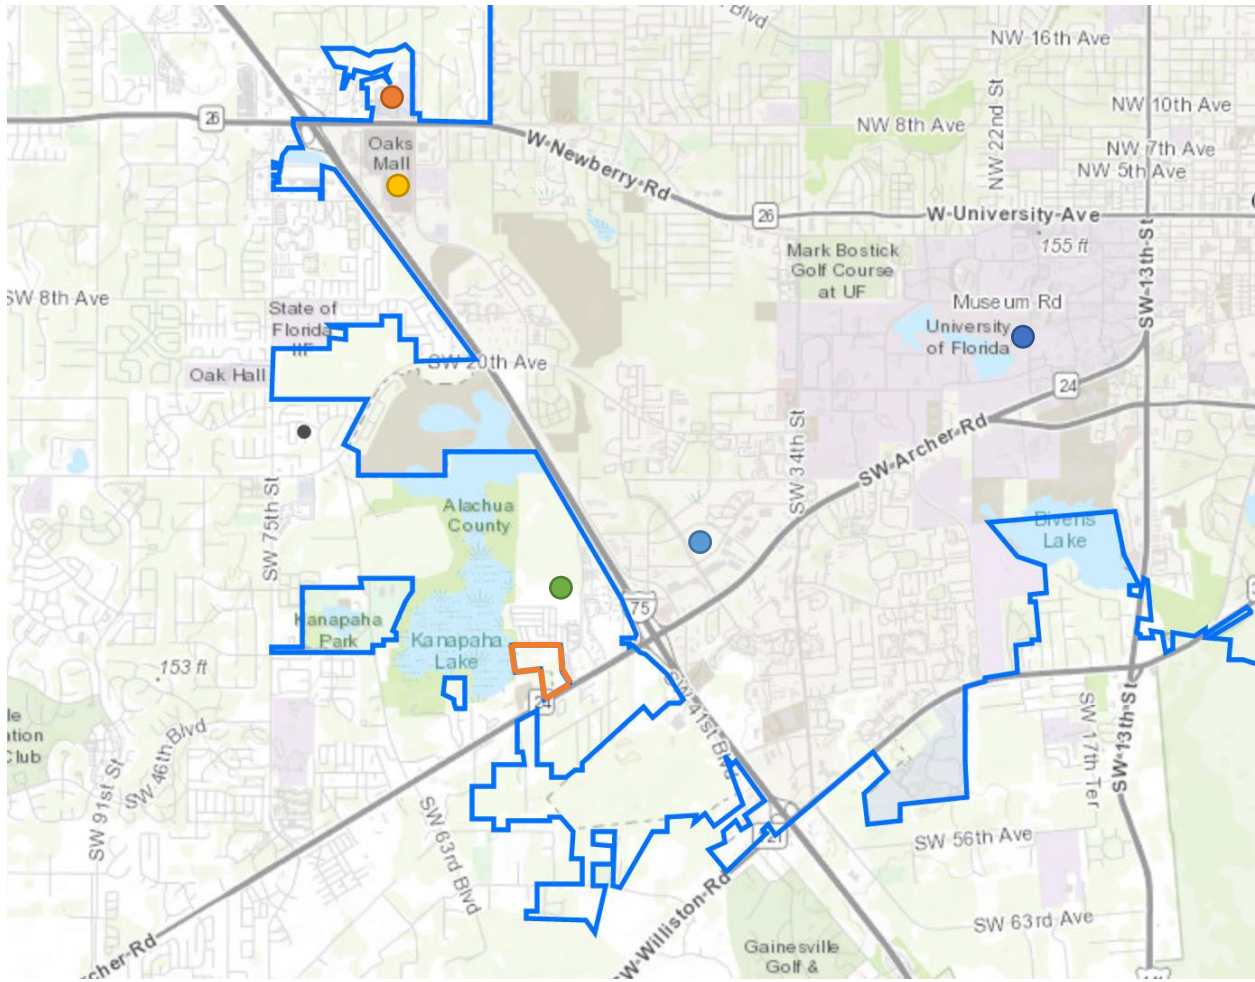 Blvd
NW 16th Ave
NW 22nd St
NW 10th Ave
26
NW 8th Ave
Oaks
Mall
W-Newberry-Rd
NW 7th Ave
NW 5th Ave
26
W-University-Ave
155 ft
Mark Bostick
Golf Course
at UF
SW-13th-St
SW 8th Ave
State of
Florida
Museum Rd
University
of Florida
SW 20th Ave
Oak Hall
24
SW 34th St
SW-Archer-Rd
SW 75th St
Alachua
County
Bivens
Lake
75
Kanapaha
Park
Kanapaha
Lake
153 ft
24
SW 41st Blvd
SW 46th Blvd
SW 91st St
SW 63rd Blvd
SW 17th Ter
SW-13th-St
le
ation
Club
SW 56th Ave
SW-Williston-Rd
SW 63rd Ave
Gainesville
Golf &
rcher-Rd